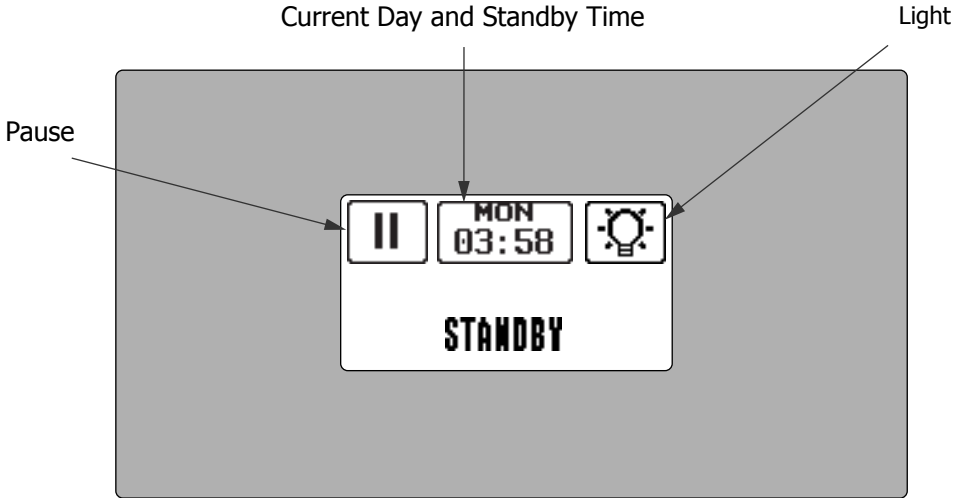 Current Day and Standby Time
Light
Pause
MON
03:58
STANDBY